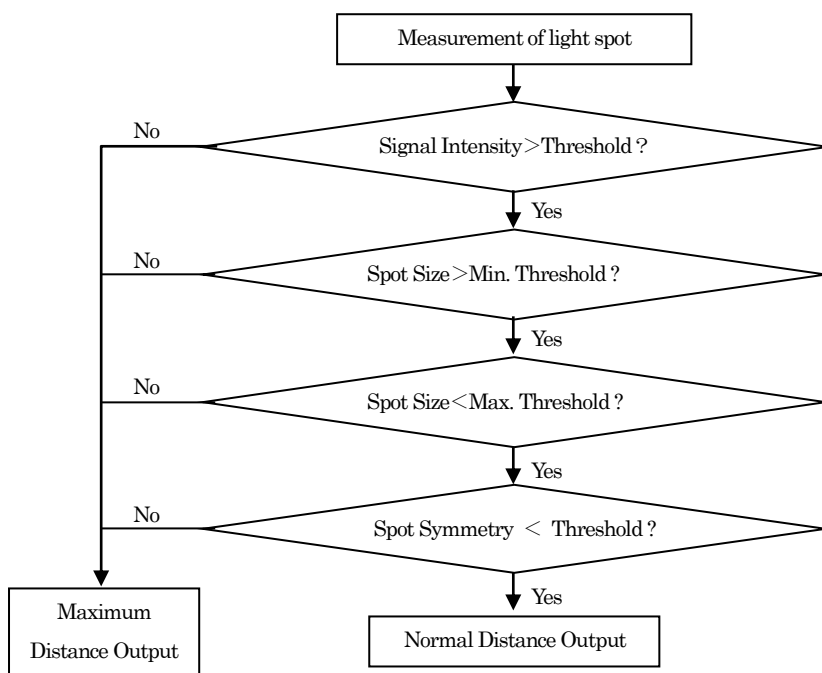 Measurement of light spot
No
Signal Intensity＞Threshold ?
Yes
No
Spot Size＞Min. Threshold ?
Yes
No
Spot Size＜Max. Threshold ?
Yes
No
Spot Symmetry ＜ Threshold ?
Yes
Maximum
Distance Output
Normal Distance Output